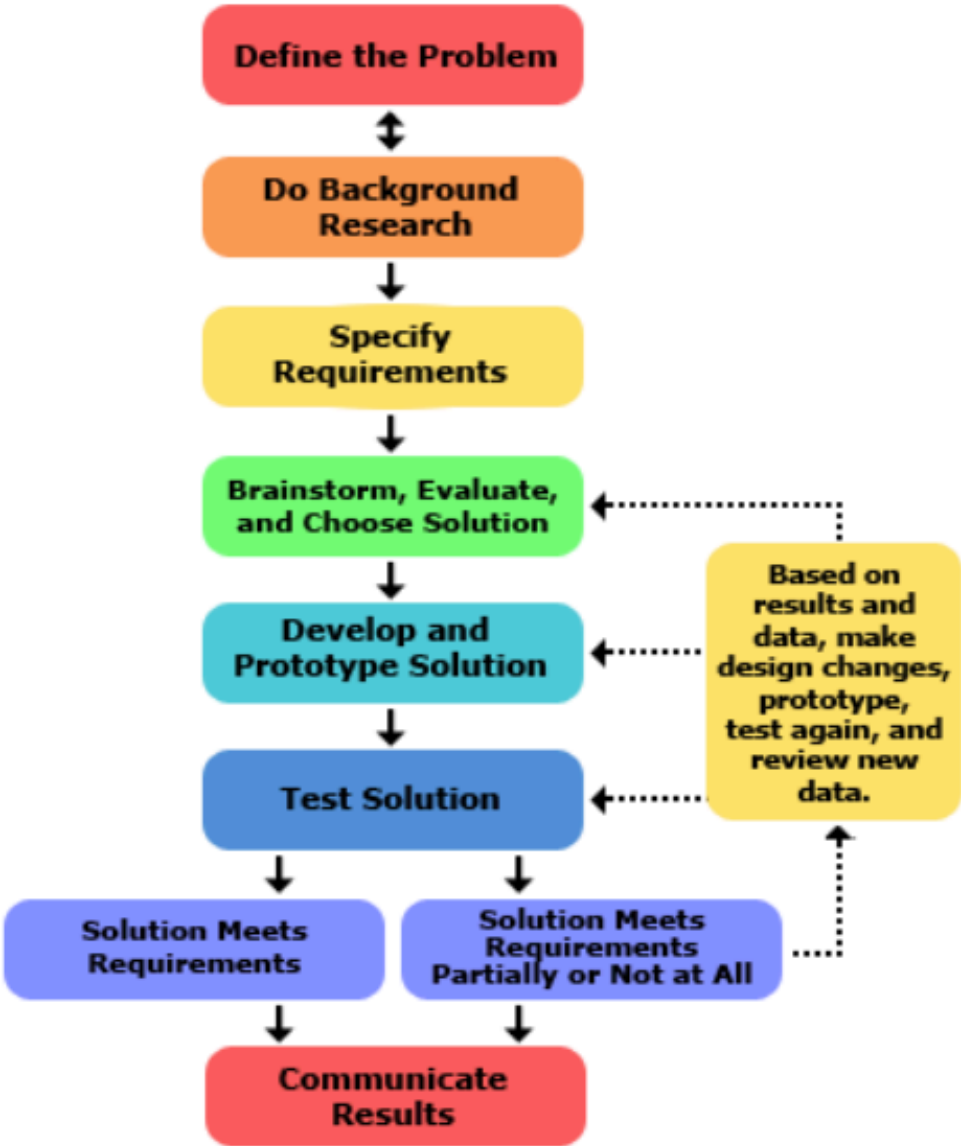 Define the Problem
Do Background
Research
Specify
Requirements
Brainstorm, Evaluate,
and Choose Solution
Develop and
Prototype Solution
Test Solution
Based on
results and
data, make
design changes,
prototype,
test again, and
review new
data.
Solution Meets
Requirements
Solution Meets
Requirements
Partially or Not at All
Communicate
Results